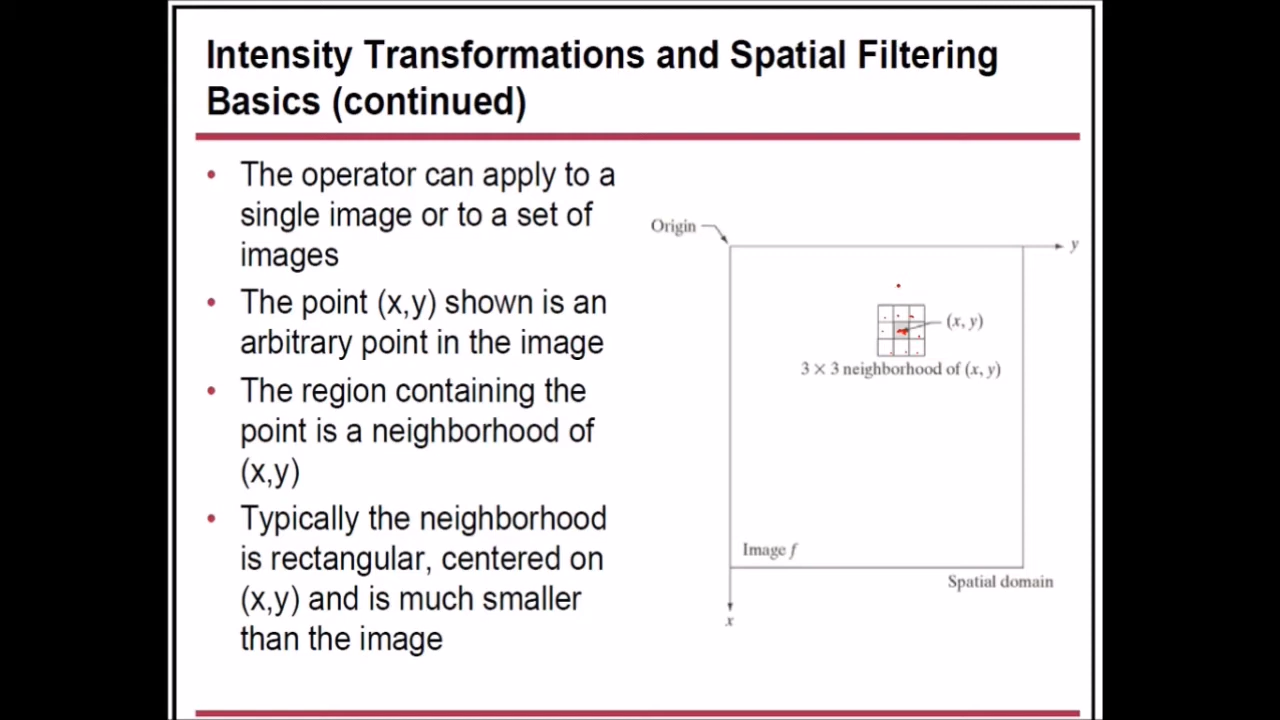 Intensity Transformations and Spatial Filtering
Basics (continued)
• The operator can apply to a
single image or to a set of
images
• The point (x,y) shown is an
arbitrary point in the image
• The region containing the
point is a neighborhood of
(x,y)
• Typically the neighborhood
is rectangular, centered on
(x,y) and is much smaller
than the image
Origin
y
(x, y)
3 × 3 neighborhood of (x, y)
Image f
Spatial domain
x